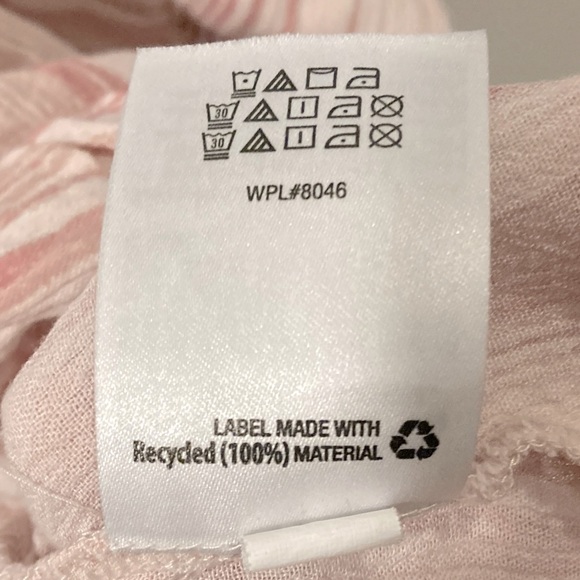 30
30
WPL#8046
LABEL MADE WITH
Recycled (100%) MATERIAL